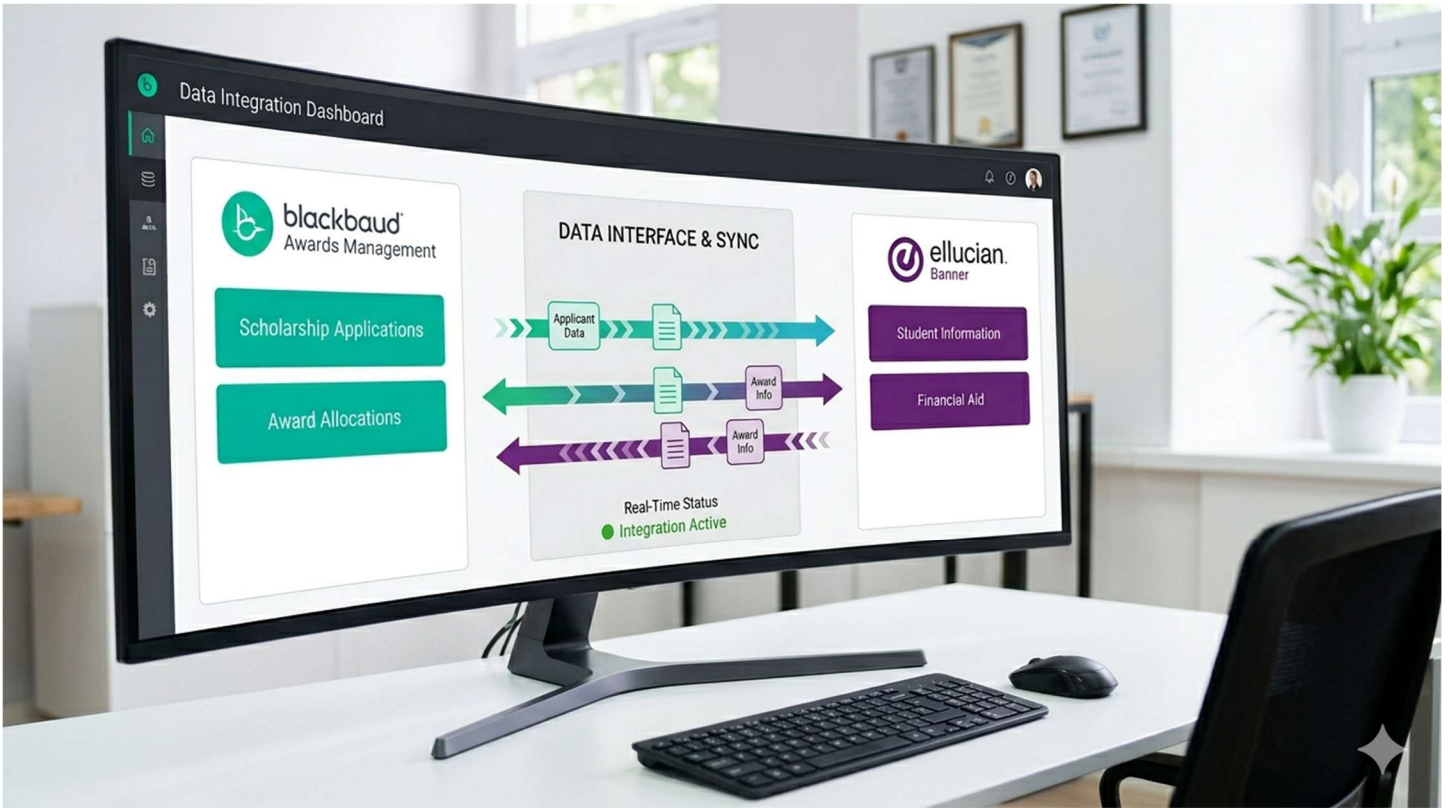 Data Integration Dashboard
blackbaud
Awards Management
Scholarship Applications
Award Allocations
DATA INTERFACE & SYNC
Applicant
Data
Award
Info
Award
Info
Real-Time Status
Integration Active
ellucian.
Banner
Student Information
Financial Aid